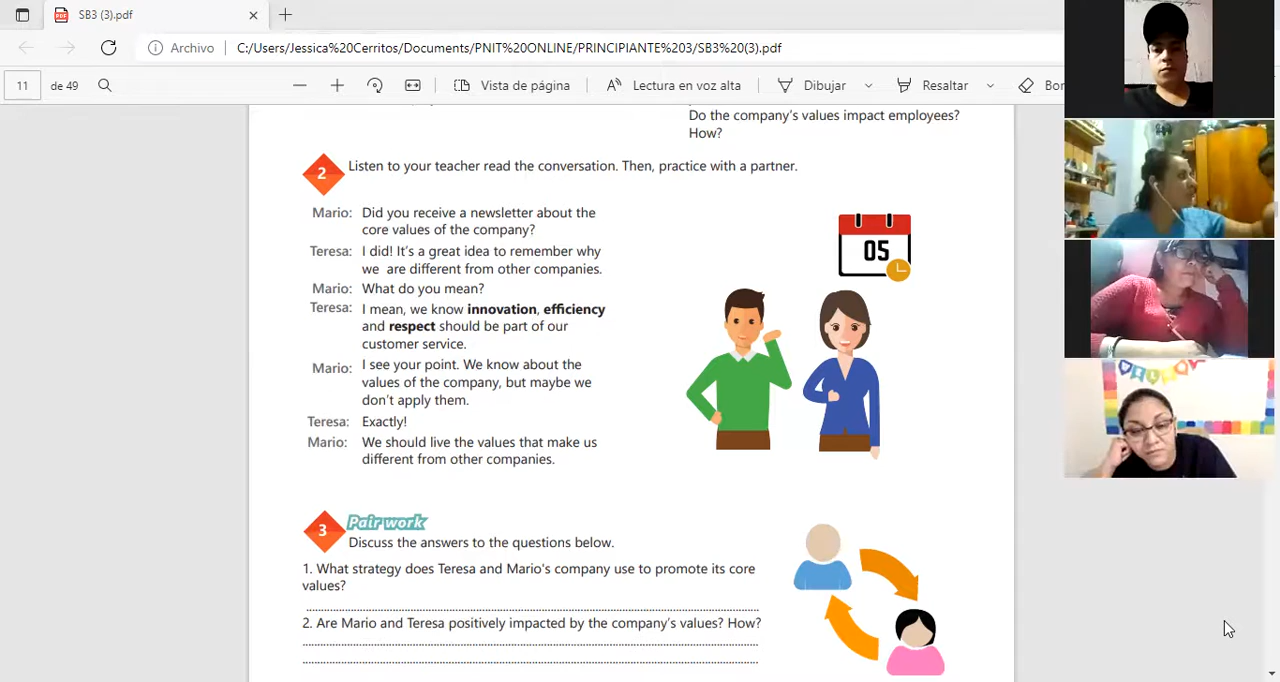 SB3 (3).pdf
Archivo
C:/Users/Jessica%20Cerritos/Documents/PNIT%20ONLINE/PRINCIPIANTE%203/SB3%20(3).pdf
11 de 49
Vista de página
Lectura en voz alta
Dibujar
Resaltar
Bor
Do the company's values impact employees?
How?
2 Listen to your teacher read the conversation. Then, practice with a partner.
Mario: Did you receive a newsletter about the
core values of the company?
Teresa: I did! It's a great idea to remember why
we are different from other companies.
Mario: What do you mean?
Teresa: I mean, we know innovation, efficiency
and respect should be part of our
customer service.
Mario: I see your point. We know about the
values of the company, but maybe we
don't apply them.
Teresa: Exactly!
Mario: We should live the values that make us
different from other companies.
05
3 Pair work
Discuss the answers to the questions below.
1. What strategy does Teresa and Mario's company use to promote its core
values?
2. Are Mario and Teresa positively impacted by the company's values? How?